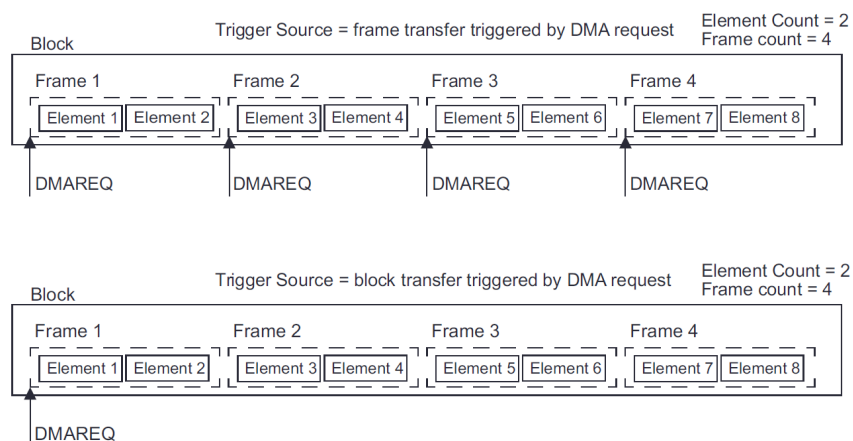 Trigger Source = frame transfer triggered by DMA request
Element Count = 2
Frame count = 4
Block
Frame 1
Frame 2
Frame 3
Frame 4
Element 1
Element 2
Element 3
Element 4
Element 5
Element 6
Element 7
Element 8
DMAREQ
DMAREQ
DMAREQ
DMAREQ
Trigger Source = block transfer triggered by DMA request
Element Count = 2
Frame count = 4
Block
Frame 1
Frame 2
Frame 3
Frame 4
Element 1
Element 2
Element 3
Element 4
Element 5
Element 6
Element 7
Element 8
DMAREQ